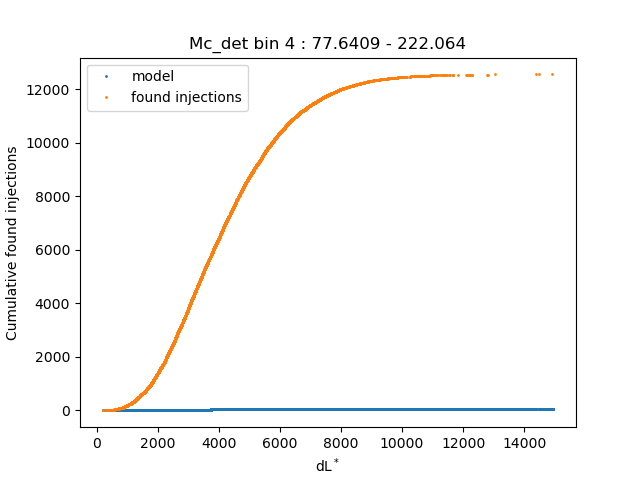 Mc_det bin 4 : 77.6409 - 222.064
model
found injections
Cumulative found injections
12000
10000
8000
6000
4000
2000
0
0 2000 4000 6000 8000 10000 12000 14000
dL*